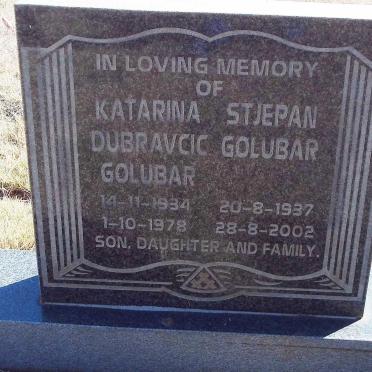 IN LOVING MEMORY
OF
KATARINA STJEPAN
DUBRAVCIC GOLUBAR
GOLUBAR
14-11-1934 20-8-1937
1-10-1978 28-8-2002
SON, DAUGHTER AND FAMILY.